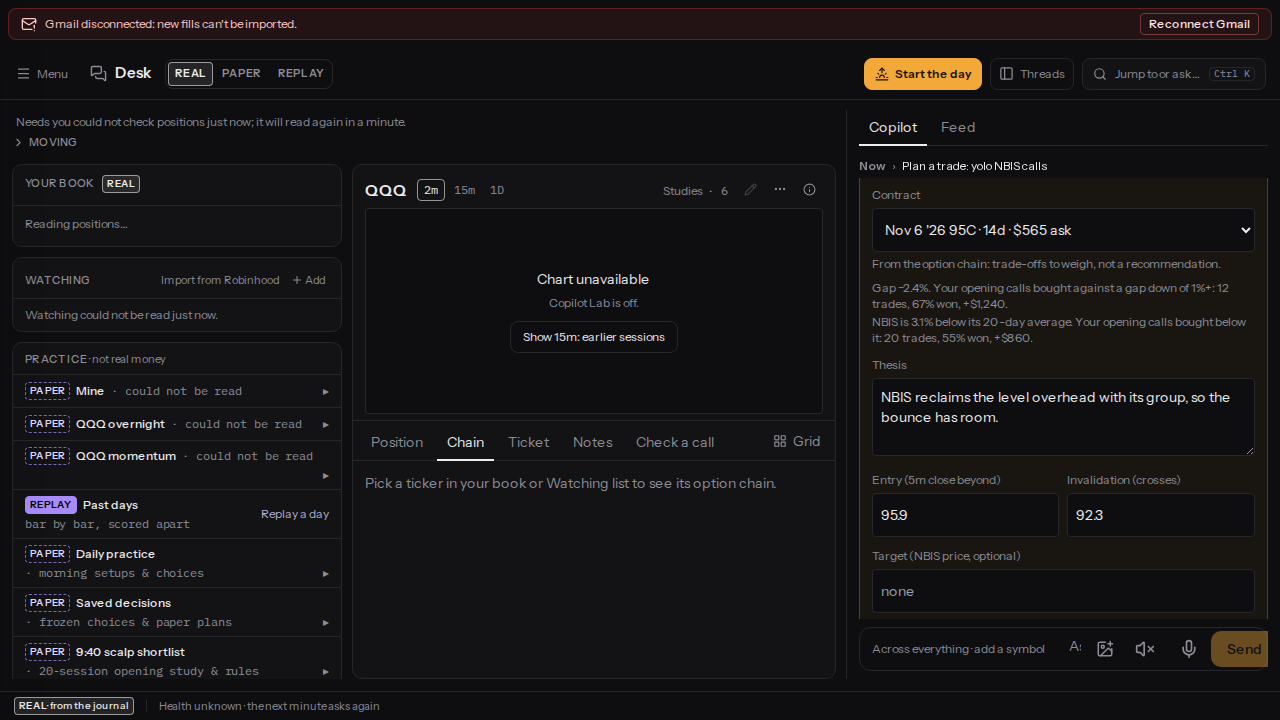 Gmail disconnected: new fills can't be imported.
Reconnect Gmail
Menu
Desk
REAL
PAPER
REPLAY
Start the day
Threads
Jump to or ask...
Ctrl K
Needs you could not check positions just now; it will read again in a minute.
MOVING
YOUR BOOK REAL
Reading positions...
WATCHING
Import from Robinhood
+ Add
Watching could not be read just now.
PRACTICE · not real money
PAPER Mine · could not be read
PAPER QQQ overnight · could not be read
PAPER QQQ momentum · could not be read
REPLAY Past days
bar by bar, scored apart
Replay a day
PAPER Daily practice
· morning setups & choices
PAPER Saved decisions
· frozen choices & paper plans
PAPER 9:40 scalp shortlist
· 20-session opening study & rules
QQQ
2m
15m
1D
Studies · 6
Chart unavailable
Copilot Lab is off.
Show 15m: earlier sessions
Position
Chain
Ticket
Notes
Check a call
Grid
Pick a ticker in your book or Watching list to see its option chain.
Copilot
Feed
Now › Plan a trade: yolo NBIS calls
Contract
Nov 6 '26 95C · 14d · $565 ask
From the option chain: trade-offs to weigh, not a recommendation.
Gap -2.4%. Your opening calls bought against a gap down of 1%+: 12
trades, 67% won, +$1,240.
NBIS is 3.1% below its 20-day average. Your opening calls bought below
it: 20 trades, 55% won, +$860.
Thesis
NBIS reclaims the level overhead with its group, so the
bounce has room.
Entry (5m close beyond)
Invalidation (crosses)
95.9
92.3
Target (NBIS price, optional)
none
Across everything · add a symbol
Send
REAL · from the journal
Health unknown · the next minute asks again